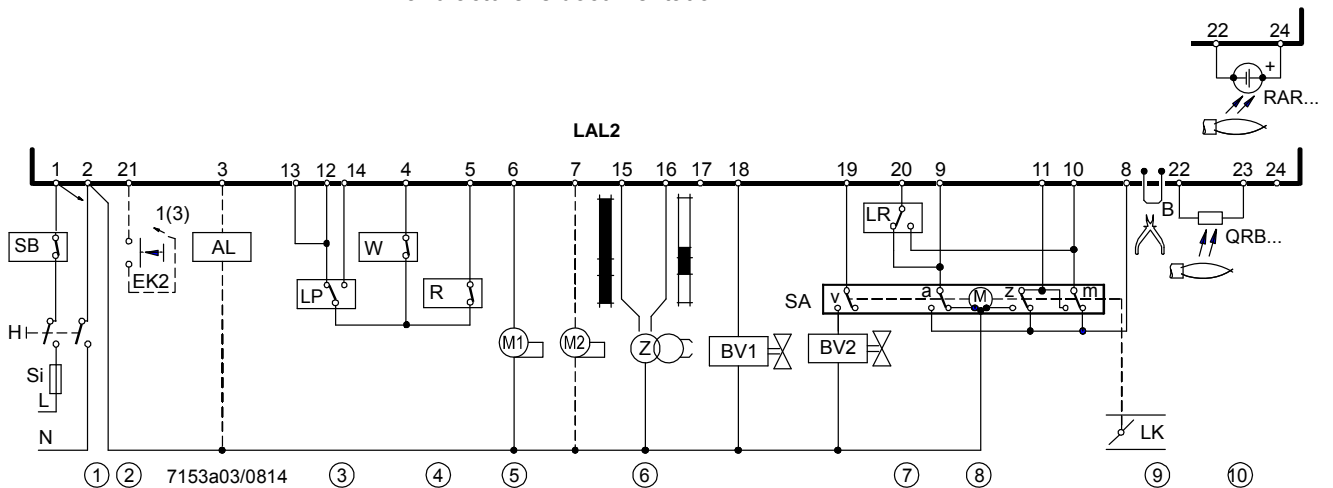 22 24
+
RAR...
LAL2
1 2 21 3 13 12 14 4 5 6 7 15 16 17 18 19 20 9 11 10 8 22 23 24
1(3)
SB
EK2
AL
LP
W
R
LR
B
QRB...
SA
v
a
M
z
m
H
Si
L
N
M1
M2
Z
BV1
BV2
LK
1 2 7153a03/0814 3 4 5 6 7 8 9 10